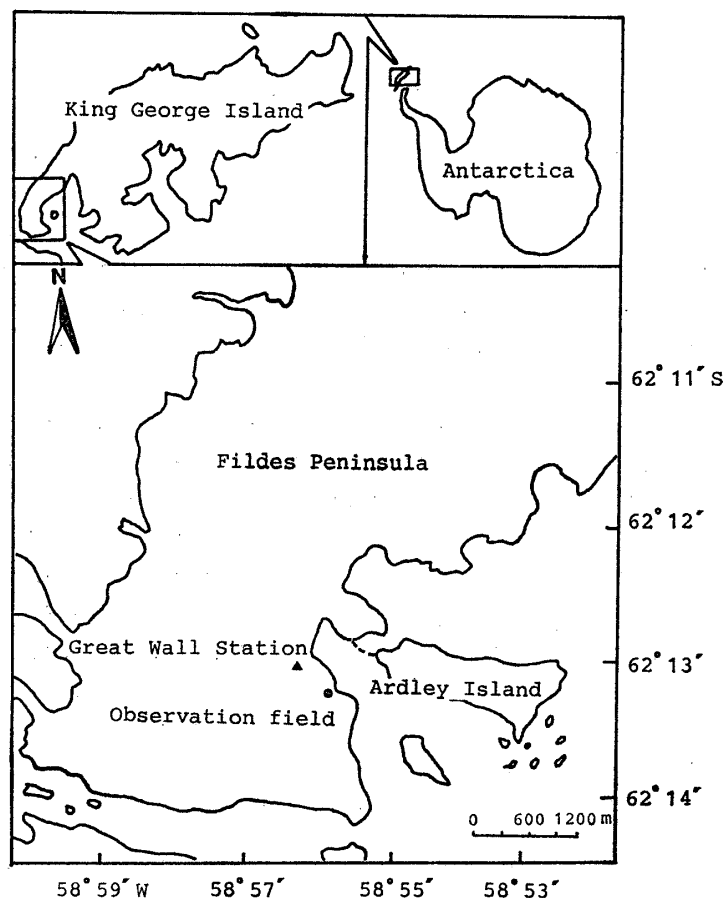 King George Island
Antarctica
N
62° 11″ S
Fildes Peninsula
62° 12″
Great Wall Station
62° 13″
Ardley Island
Observation field
62° 14″
0 600 1200 m
58° 59″ W 58° 57″ 58° 55″ 58° 53″